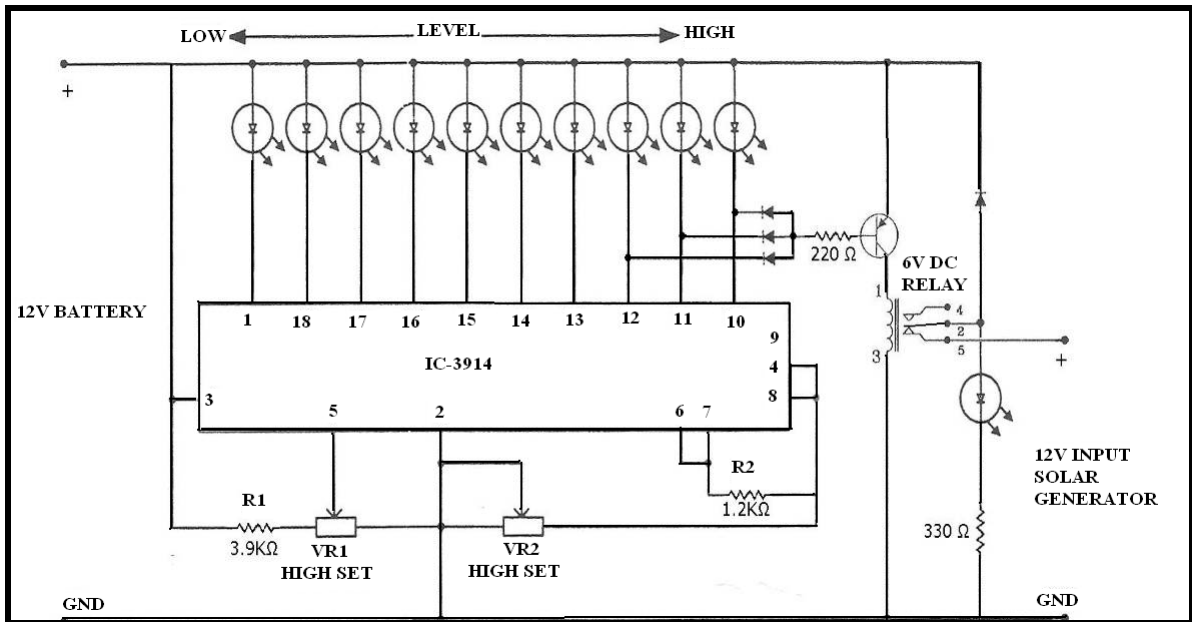 LOW LEVEL HIGH
+
220 Ω
6V DC
RELAY
1
4
2
5
3
+
12V BATTERY
1 18 17 16 15 14 13 12 11 10
9
IC-3914
4
3
8
5 2 6 7
R2
1.2KΩ
R1
3.9KΩ
VR1
HIGH SET
VR2
HIGH SET
12V INPUT
SOLAR
GENERATOR
330 Ω
GND
GND